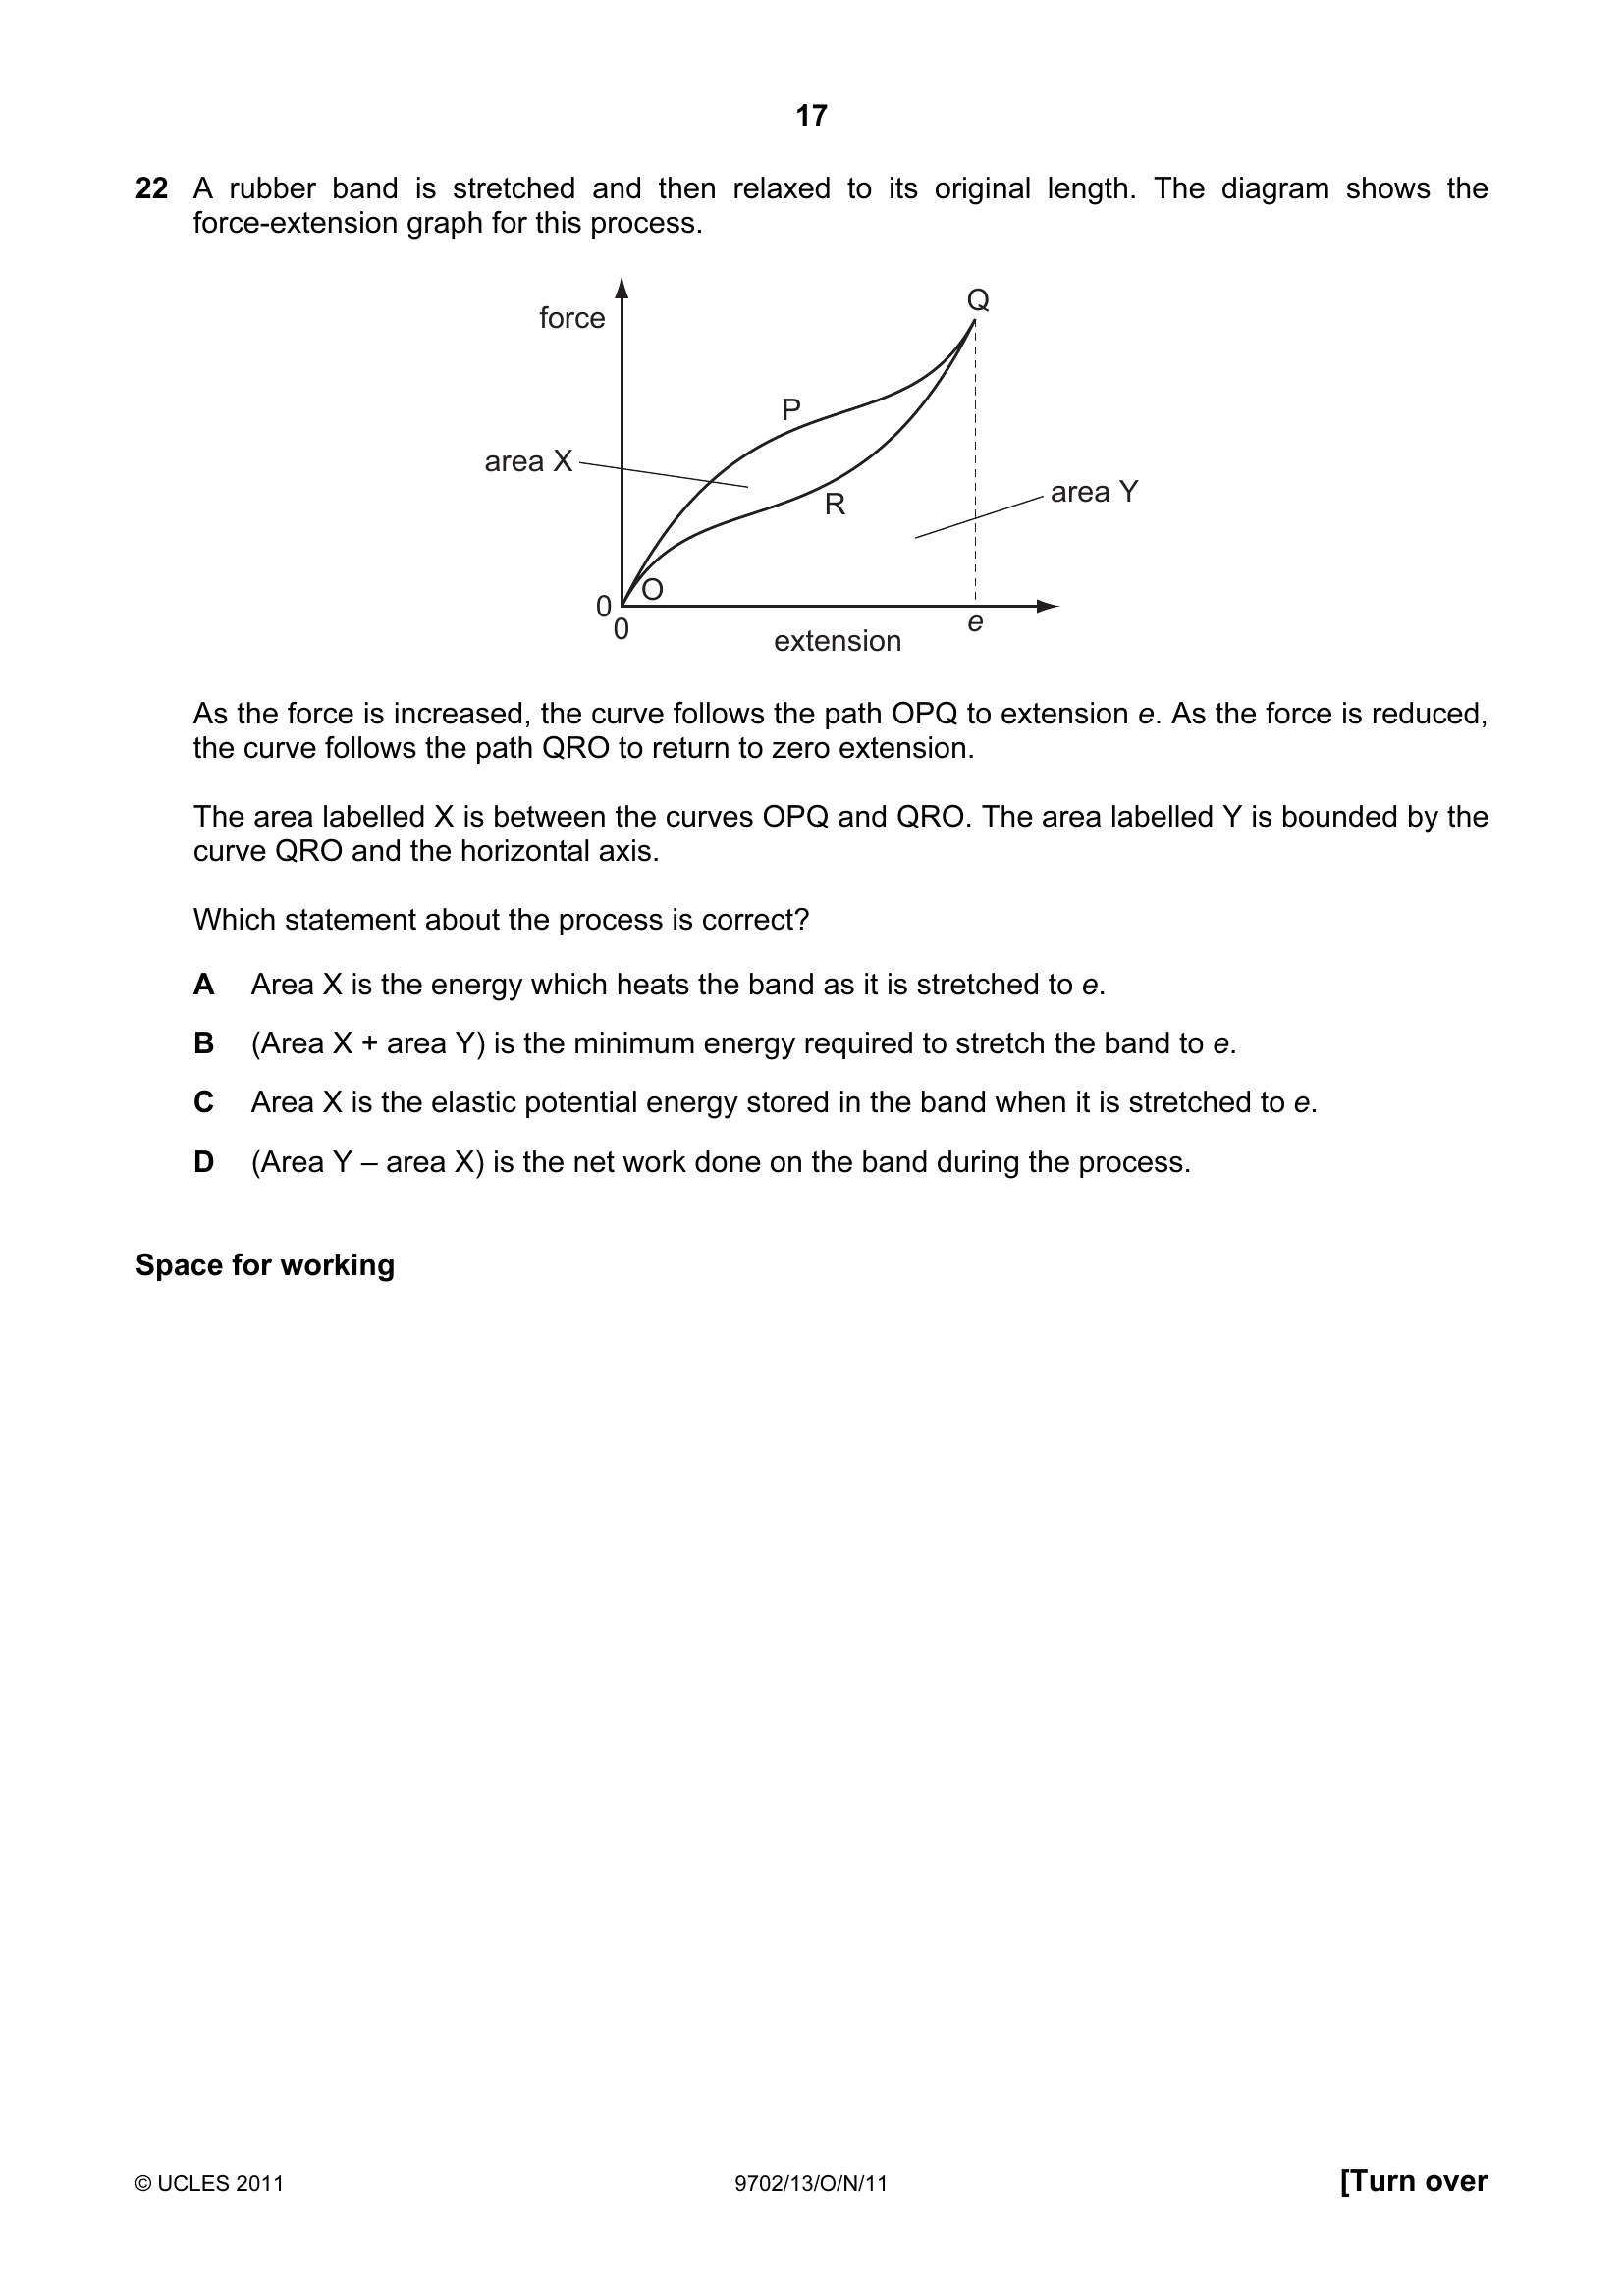 17
22 A rubber band is stretched and then relaxed to its original length. The diagram shows the
force-extension graph for this process.
Q
force
P
area X
area Y
R
O
0
0
e
extension
As the force is increased, the curve follows the path OPQ to extension e. As the force is reduced,
the curve follows the path QRO to return to zero extension.
The area labelled X is between the curves OPQ and QRO. The area labelled Y is bounded by the
curve QRO and the horizontal axis.
Which statement about the process is correct?
A Area X is the energy which heats the band as it is stretched to e.
B (Area X + area Y) is the minimum energy required to stretch the band to e.
C Area X is the elastic potential energy stored in the band when it is stretched to e.
D (Area Y – area X) is the net work done on the band during the process.
Space for working
© UCLES 2011
9702/13/O/N/11
[Turn over